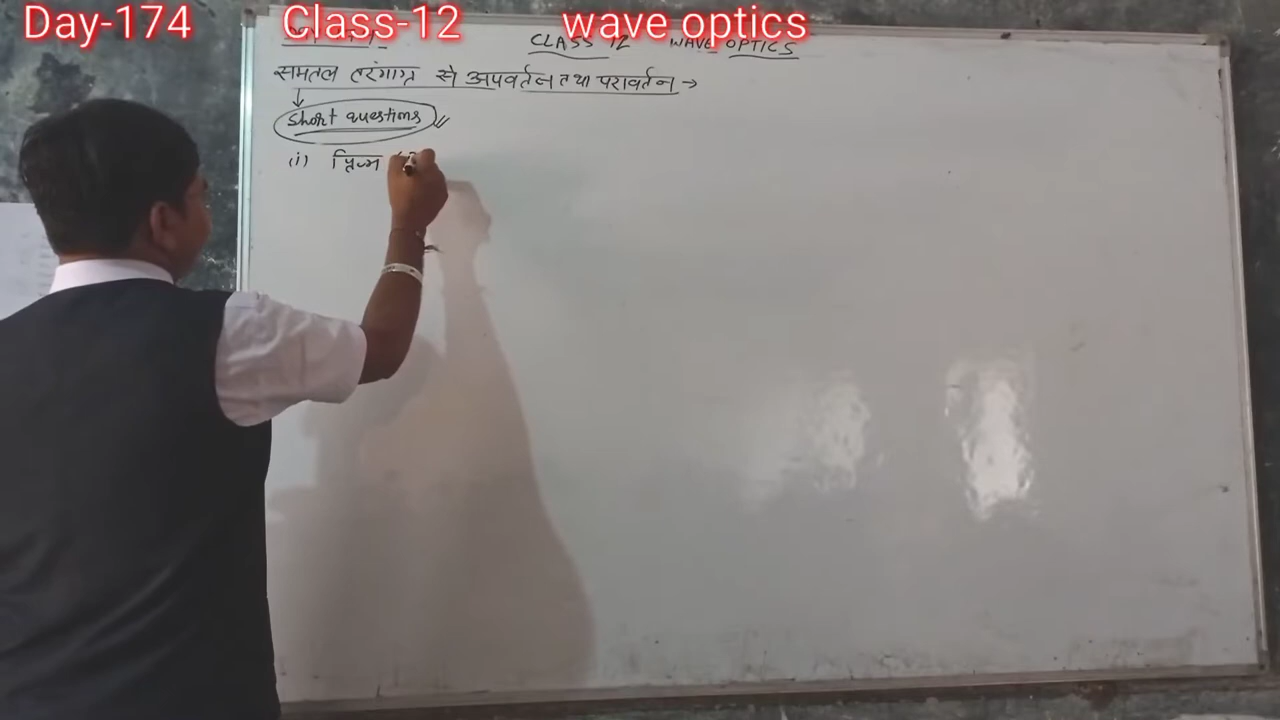 Day-174 Class-12 wave optics
CLASS 12 WAVE OPTICS
समतल तरंगाग्र से अपवर्तन तथा परावर्तन →
Short questions
(i) प्रिज्म